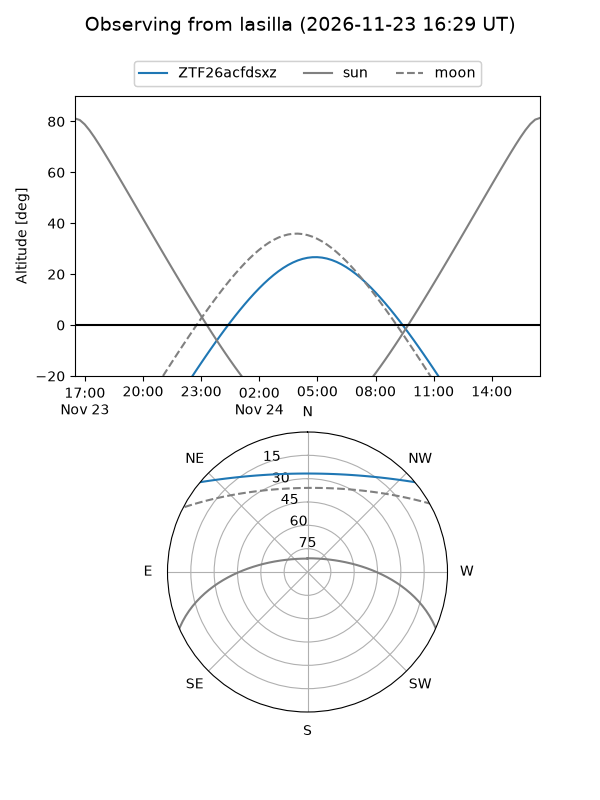 Observing from lasilla (2026-11-23 16:29 UT)
ZTF26acfdsxz sun moon
Altitude [deg]
80
60
40
20
0
−20
17:00 20:00 23:00 02:00 05:00 08:00 11:00 14:00
Nov 23 Nov 24
N
NE NW
15
30
45
60
75
E W
SE SW
S